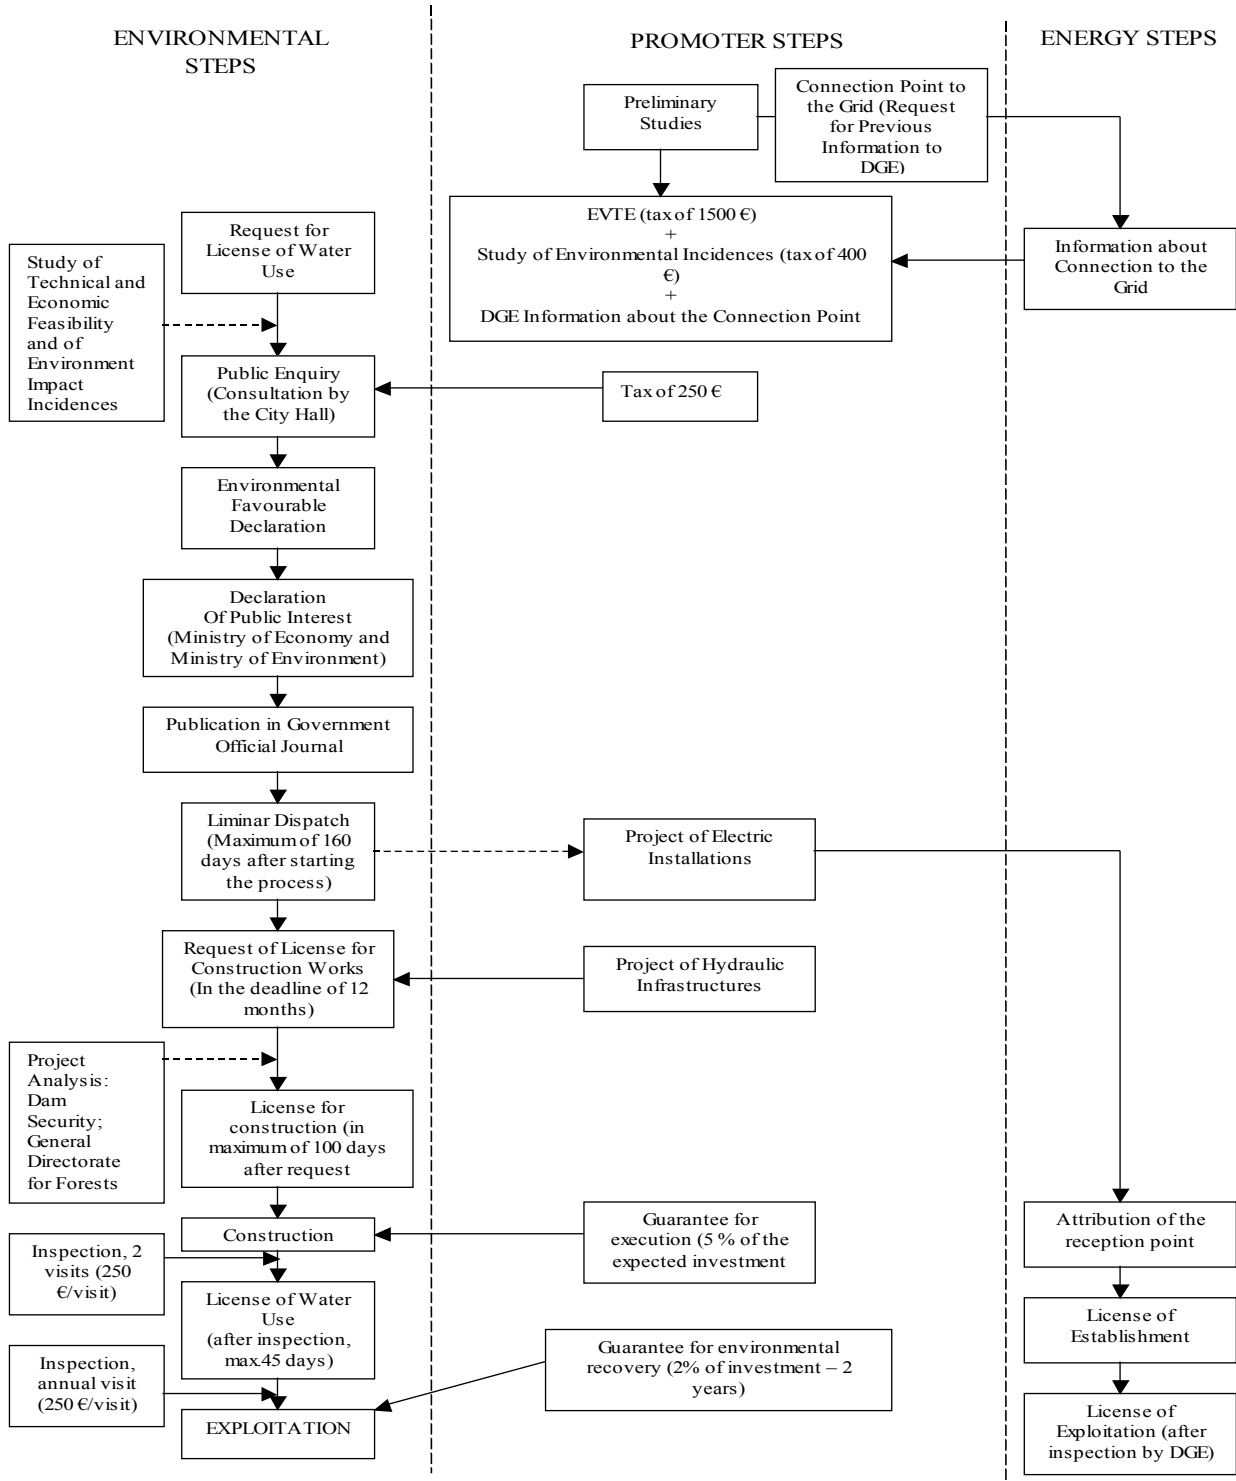 ENVIRONMENTAL
STEPS
PROMOTER STEPS
ENERGY STEPS
Preliminary
Studies
Connection Point to
the Grid (Request
for Previous
Information to
DGE)
EVTE (tax of 1500 €)
+
Study of Environmental Incidences (tax of 400
€)
+
DGE Information about the Connection Point
Information about
Connection to the
Grid
Request for
License of Water
Use
Study of
Technical and
Economic
Feasibility
and of
Environment
Impact
Incidences
Public Enquiry
(Consultation by
the City Hall)
Tax of 250 €
Environmental
Favourable
Declaration
Declaration
Of Public Interest
(Ministry of Economy and
Ministry of Environment)
Publication in Government
Official Journal
Liminar Dispatch
(Maximum of 160
days after starting
the process)
Project of Electric
Installations
Request of License for
Construction Works
(In the deadline of 12
months)
Project of Hydraulic
Infrastructures
Project
Analysis:
Dam
Security;
General
Directorate
for Forests
License for
construction (in
maximum of 100 days
after request
Construction
Guarantee for
execution (5 % of the
expected investment
Attribution of the
reception point
Inspection, 2
visits (250
€/visit)
License of Water
Use
(after inspection,
max.45 days)
License of
Establishment
Inspection,
annual visit
(250 €/visit)
Guarantee for environmental
recovery (2% of investment – 2
years)
EXPLOITATION
License of
Exploitation (after
inspection by DGE)